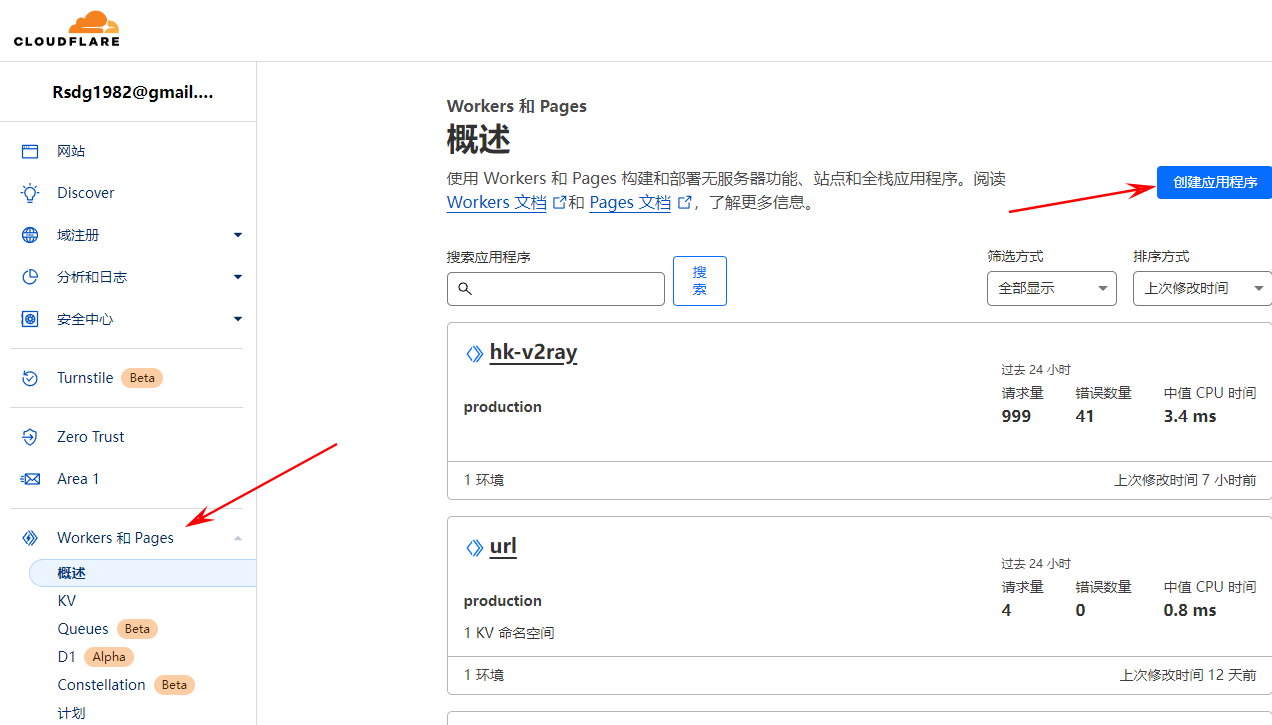 CLOUDFLARE
Rsdg1982@gmail....
网站
Discover
域注册
分析和日志
安全中心
Turnstile Beta
Zero Trust
Area 1
Workers 和 Pages
概述
KV
Queues Beta
D1 Alpha
Constellation Beta
计划
Workers 和 Pages
概述
使用 Workers 和 Pages 构建和部署无服务器功能、站点和全栈应用程序。阅读
Workers 文档 和 Pages 文档 ，了解更多信息。
创建应用程序
搜索应用程序
搜
索
筛选方式
全部显示
排序方式
上次修改时间
hk-v2ray
production
过去 24 小时
请求量 错误数量 中值 CPU 时间
999 41 3.4 ms
1 环境 上次修改时间 7 小时前
url
production
1 KV 命名空间
过去 24 小时
请求量 错误数量 中值 CPU 时间
4 0 0.8 ms
1 环境 上次修改时间 12 天前